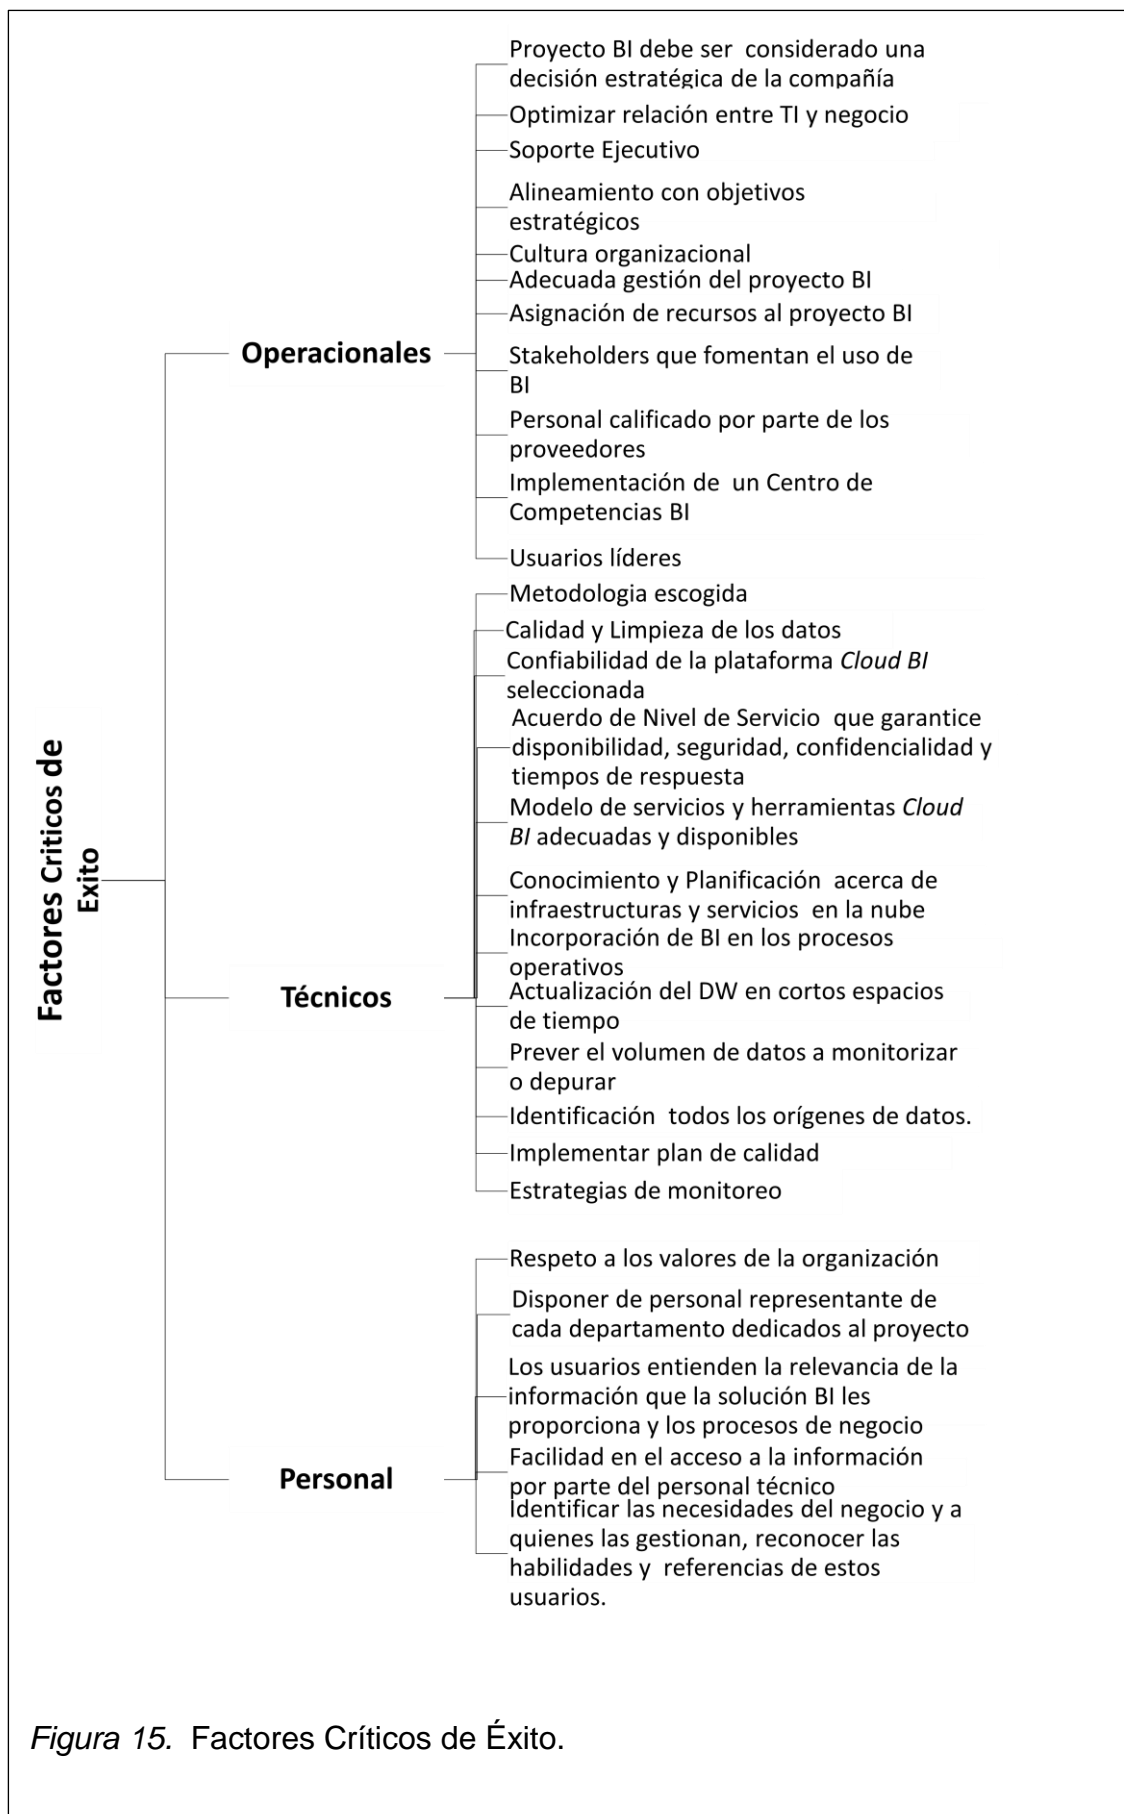 Factores Criticos de
Exito
Operacionales
Proyecto BI debe ser considerado una
decisión estratégica de la compañía
Optimizar relación entre TI y negocio
Soporte Ejecutivo
Alineamiento con objetivos
estratégicos
Cultura organizacional
Adecuada gestión del proyecto BI
Asignación de recursos al proyecto BI
Stakeholders que fomentan el uso de
BI
Personal calificado por parte de los
proveedores
Implementación de un Centro de
Competencias BI
Usuarios líderes
Técnicos
Metodologia escogida
Calidad y Limpieza de los datos
Confiabilidad de la plataforma Cloud BI
seleccionada
Acuerdo de Nivel de Servicio que garantice
disponibilidad, seguridad, confidencialidad y
tiempos de respuesta
Modelo de servicios y herramientas Cloud
BI adecuadas y disponibles
Conocimiento y Planificación acerca de
infraestructuras y servicios en la nube
Incorporación de BI en los procesos
operativos
Actualización del DW en cortos espacios
de tiempo
Prever el volumen de datos a monitorizar
o depurar
Identificación todos los orígenes de datos.
Implementar plan de calidad
Estrategias de monitoreo
Personal
Respeto a los valores de la organización
Disponer de personal representante de
cada departamento dedicados al proyecto
Los usuarios entienden la relevancia de la
información que la solución BI les
proporciona y los procesos de negocio
Facilidad en el acceso a la información
por parte del personal técnico
Identificar las necesidades del negocio y a
quienes las gestionan, reconocer las
habilidades y referencias de estos
usuarios.
Figura 15. Factores Críticos de Éxito.